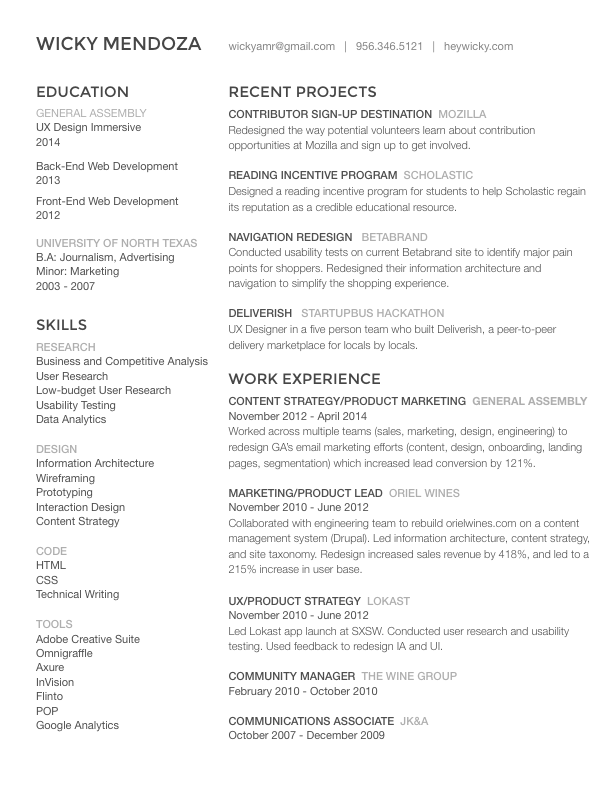 WICKY MENDOZA
wickyamr@gmail.com | 956.346.5121 | heywicky.com
EDUCATION
GENERAL ASSEMBLY
UX Design Immersive
2014
Back-End Web Development
2013
Front-End Web Development
2012
UNIVERSITY OF NORTH TEXAS
B.A: Journalism, Advertising
Minor: Marketing
2003 - 2007
SKILLS
RESEARCH
Business and Competitive Analysis
User Research
Low-budget User Research
Usability Testing
Data Analytics
DESIGN
Information Architecture
Wireframing
Prototyping
Interaction Design
Content Strategy
CODE
HTML
CSS
Technical Writing
TOOLS
Adobe Creative Suite
Omnigraffle
Axure
InVision
Flinto
POP
Google Analytics
RECENT PROJECTS
CONTRIBUTOR SIGN-UP DESTINATION MOZILLA
Redesigned the way potential volunteers learn about contribution
opportunities at Mozilla and sign up to get involved.
READING INCENTIVE PROGRAM SCHOLASTIC
Designed a reading incentive program for students to help Scholastic regain
its reputation as a credible educational resource.
NAVIGATION REDESIGN BETABRAND
Conducted usability tests on current Betabrand site to identify major pain
points for shoppers. Redesigned their information architecture and
navigation to simplify the shopping experience.
DELIVERISH STARTUPBUS HACKATHON
UX Designer in a five person team who built Deliverish, a peer-to-peer
delivery marketplace for locals by locals.
WORK EXPERIENCE
CONTENT STRATEGY/PRODUCT MARKETING GENERAL ASSEMBLY
November 2012 - April 2014
Worked across multiple teams (sales, marketing, design, engineering) to
redesign GA's email marketing efforts (content, design, onboarding, landing
pages, segmentation) which increased lead conversion by 121%.
MARKETING/PRODUCT LEAD ORIEL WINES
November 2010 - June 2012
Collaborated with engineering team to rebuild orielwines.com on a content
management system (Drupal). Led information architecture, content strategy,
and site taxonomy. Redesign increased sales revenue by 418%, and led to a
215% increase in user base.
UX/PRODUCT STRATEGY LOKAST
November 2010 - June 2012
Led Lokast app launch at SXSW. Conducted user research and usability
testing. Used feedback to redesign IA and UI.
COMMUNITY MANAGER THE WINE GROUP
February 2010 - October 2010
COMMUNICATIONS ASSOCIATE JK&A
October 2007 - December 2009